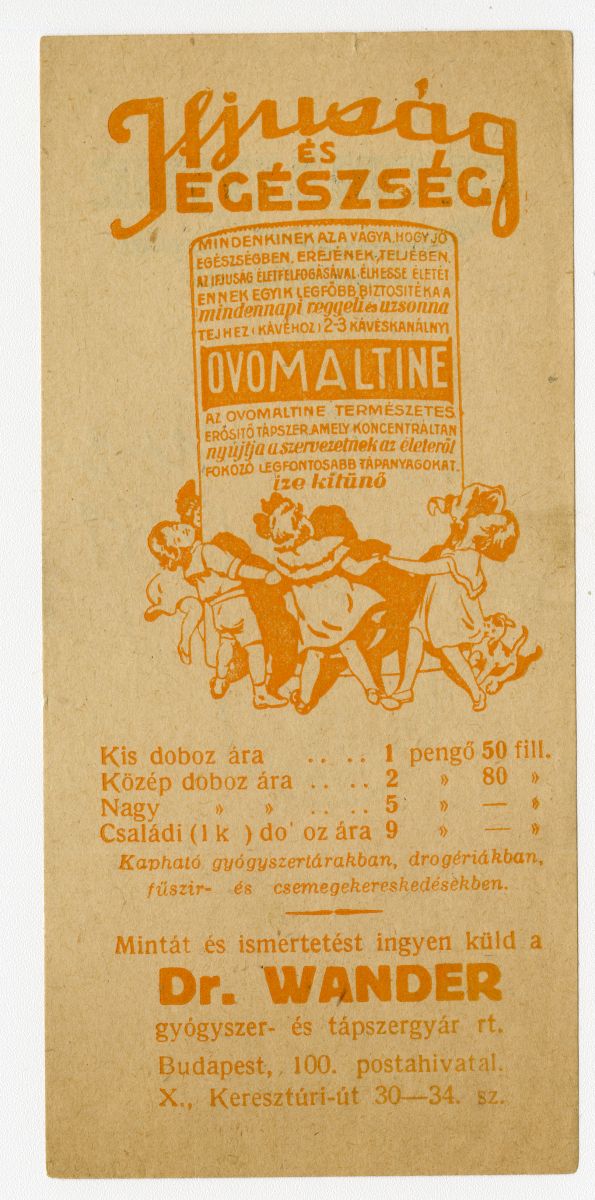 Ifjuság
ÉS
EGÉSZSÉG
MINDENKINEK AZ A VÁGYA, HOGY JÓ
EGÉSZSÉGBEN, EREJÉNEK TELJÉBEN,
AZ IFJUSÁG ÉLETFELFOGÁSÁVAL ÉLHESSE ÉLETÉT
ENNEK EGYIK LEGFŐBB BIZTOSITÉKA A
mindennapi reggeli és uzsonna
TEJHEZ (KÁVÉHOZ) 2-3 KÁVÉSKANÁLNYI
OVOMALTINE
AZ OVOMALTINE TERMÉSZETES
ERŐSITŐ TÁPSZER, AMELY KONCENTRÁLTAN
nyújtja a szervezetnek az életerőt
FOKOZÓ LEGFONTOSABB TÁPANYAGOKAT.
íze kitünő
Kis doboz ára .. .. 1 pengő 50 fill.
Közép doboz ára .. .. 2 » 80 »
Nagy » » .. .. 5 » — »
Családi (1 k ) do' oz ára 9 » — »
Kapható gyógyszertárakban, drogériákban,
fűszir- és csemegekereskedésekben.
Mintát és ismertetést ingyen küld a
Dr. WANDER
gyógyszer- és tápszergyár rt.
Budapest, 100. postahivatal.
X., Keresztúri-út 30—34. sz.